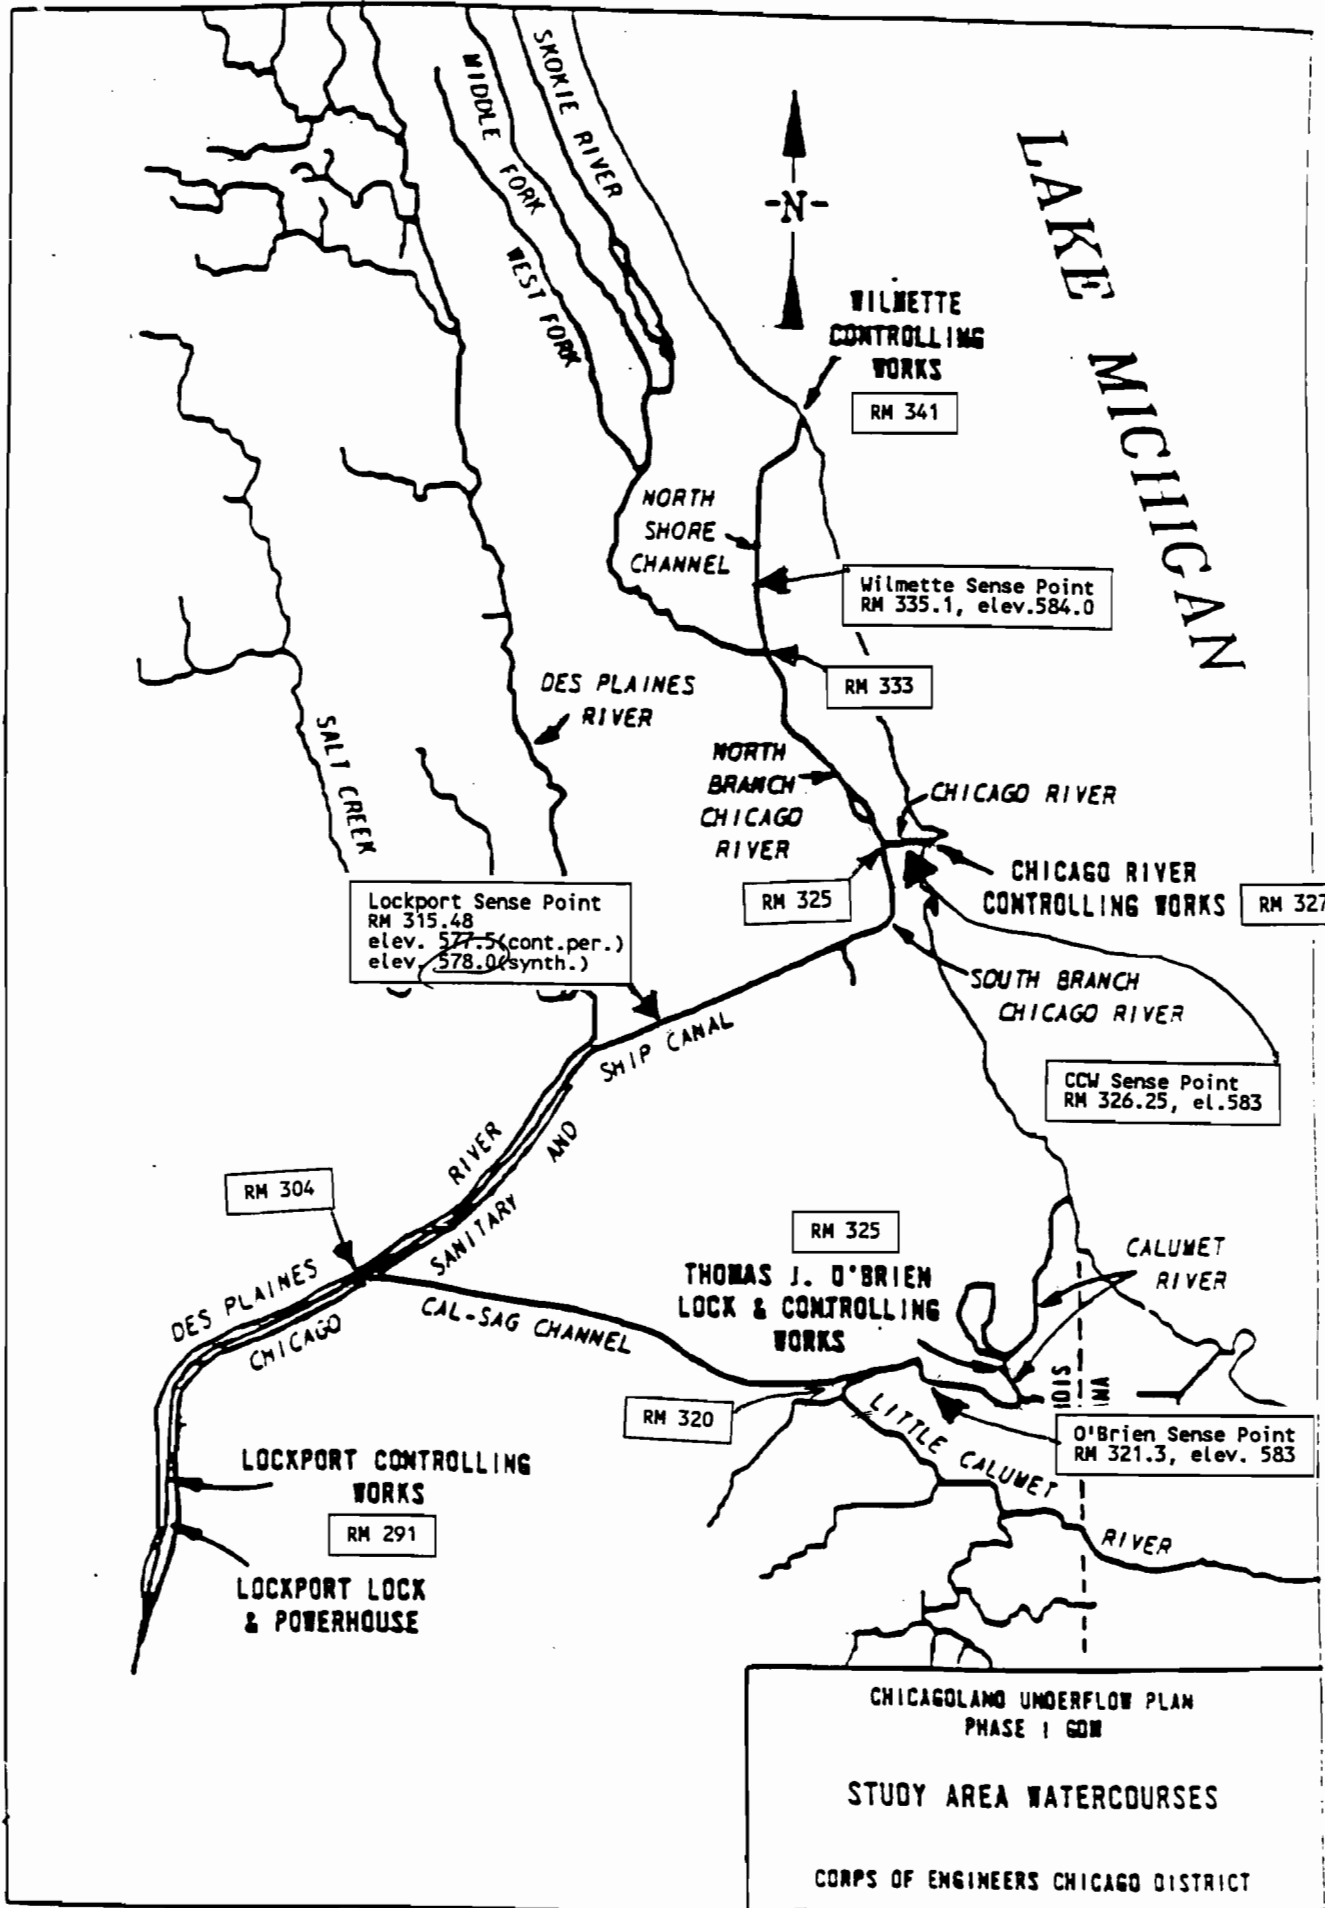 SKOKIE RIVER
MIDDLE FORK
WEST FORK
-N-
LAKE MICHIGAN
WILMETTE
CONTROLLING
WORKS
RM 341
NORTH
SHORE
CHANNEL
Wilmette Sense Point
RM 335.1, elev.584.0
RM 333
DES PLAINES
RIVER
SALT CREEK
NORTH
BRANCH
CHICAGO
RIVER
CHICAGO RIVER
CHICAGO RIVER
CONTROLLING WORKS
RM 327
RM 325
Lockport Sense Point
RM 315.48
elev. 577.5(cont.per.)
elev. 578.0(synth.)
SOUTH BRANCH
CHICAGO RIVER
CCW Sense Point
RM 326.25, el.583
DES PLAINES RIVER
CHICAGO SANITARY AND SHIP CANAL
RM 304
CAL-SAG CHANNEL
RM 325
THOMAS J. O'BRIEN
LOCK & CONTROLLING
WORKS
CALUMET
RIVER
RM 320
O'Brien Sense Point
RM 321.3, elev. 583
LITTLE CALUMET RIVER
LOCKPORT CONTROLLING
WORKS
RM 291
LOCKPORT LOCK
& POWERHOUSE
CHICAGOLAND UNDERFLOW PLAN
PHASE I GDM
STUDY AREA WATERCOURSES
CORPS OF ENGINEERS CHICAGO DISTRICT